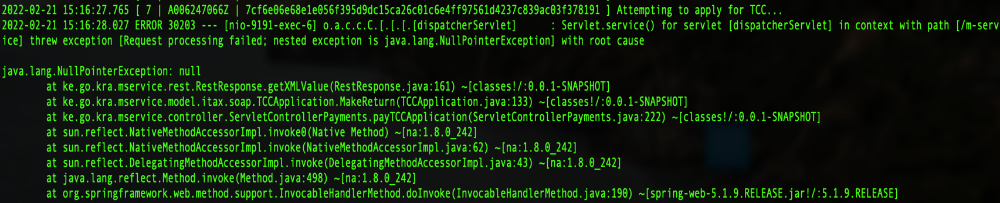 2022-02-21 15:16:27.765 [ 7 | A006247066Z | 7cf6e06e68e1e056f395d9dc15ca26c01c6e4ff97561d4237c839ac03f378191 ] Attempting to apply for TCC...
2022-02-21 15:16:28.027 ERROR 30203 --- [nio-9191-exec-6] o.a.c.c.C.[.[.[.[dispatcherServlet]      : Servlet.service() for servlet [dispatcherServlet] in context with path [/m-serv
ice] threw exception [Request processing failed; nested exception is java.lang.NullPointerException] with root cause
java.lang.NullPointerException: null
at ke.go.kra.mservice.rest.RestResponse.getXMLValue(RestResponse.java:161) ~[classes!/:0.0.1-SNAPSHOT]
at ke.go.kra.mservice.model.itax.soap.TCCApplication.MakeReturn(TCCApplication.java:133) ~[classes!/:0.0.1-SNAPSHOT]
at ke.go.kra.mservice.controller.ServletControllerPayments.payTCCApplication(ServletControllerPayments.java:222) ~[classes!/:0.0.1-SNAPSHOT]
at sun.reflect.NativeMethodAccessorImpl.invoke0(Native Method) ~[na:1.8.0_242]
at sun.reflect.NativeMethodAccessorImpl.invoke(NativeMethodAccessorImpl.java:62) ~[na:1.8.0_242]
at sun.reflect.DelegatingMethodAccessorImpl.invoke(DelegatingMethodAccessorImpl.java:43) ~[na:1.8.0_242]
at java.lang.reflect.Method.invoke(Method.java:498) ~[na:1.8.0_242]
at org.springframework.web.method.support.InvocableHandlerMethod.doInvoke(InvocableHandlerMethod.java:190) ~[spring-web-5.1.9.RELEASE.jar!/:5.1.9.RELEASE]